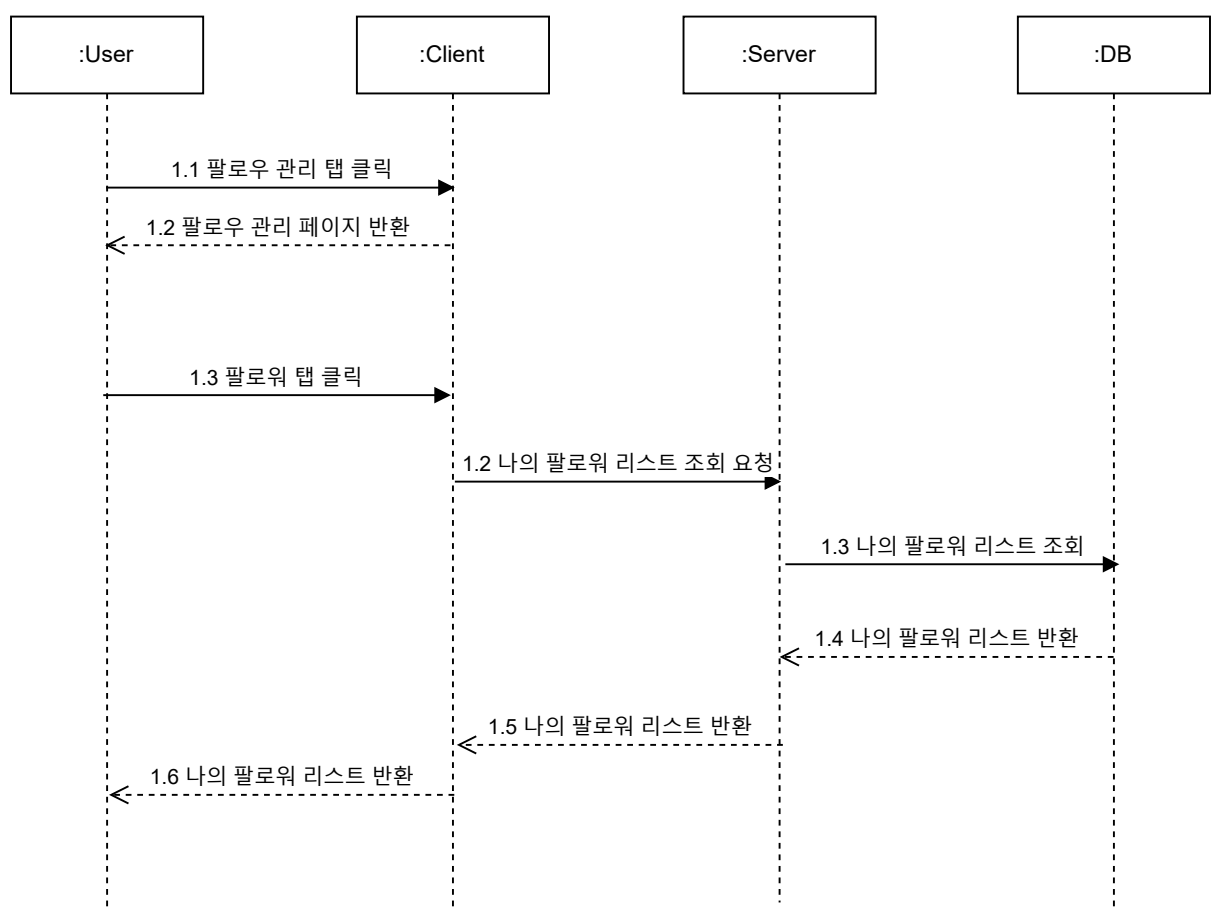 :User
:Client
:Server
:DB
1.1 팔로우 관리 탭 클릭
1.2 팔로우 관리 페이지 반환
1.3 팔로워 탭 클릭
1.2 나의 팔로워 리스트 조회 요청
1.3 나의 팔로워 리스트 조회
1.4 나의 팔로워 리스트 반환
1.5 나의 팔로워 리스트 반환
1.6 나의 팔로워 리스트 반환